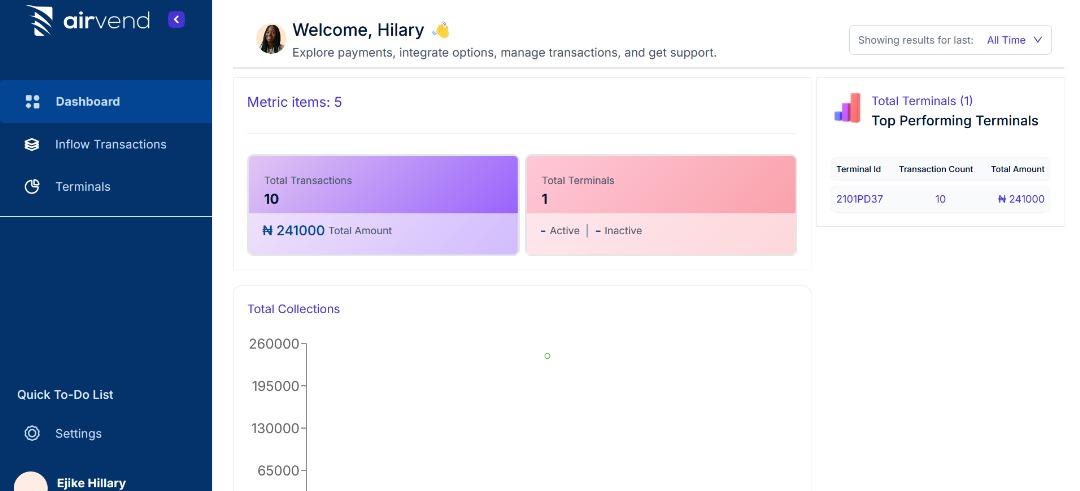 airvend
Dashboard
Inflow Transactions
Terminals
Quick To-Do List
Settings
Ejike Hillary
Welcome, Hilary 👋
Explore payments, integrate options, manage transactions, and get support.
Showing results for last: All Time
Metric items: 5
Total Transactions
10
₦ 241000 Total Amount
Total Terminals
1
- Active | - Inactive
Total Terminals (1)
Top Performing Terminals
Terminal Id Transaction Count Total Amount
2101PD37 10 ₦ 241000
Total Collections
260000
195000
130000
65000